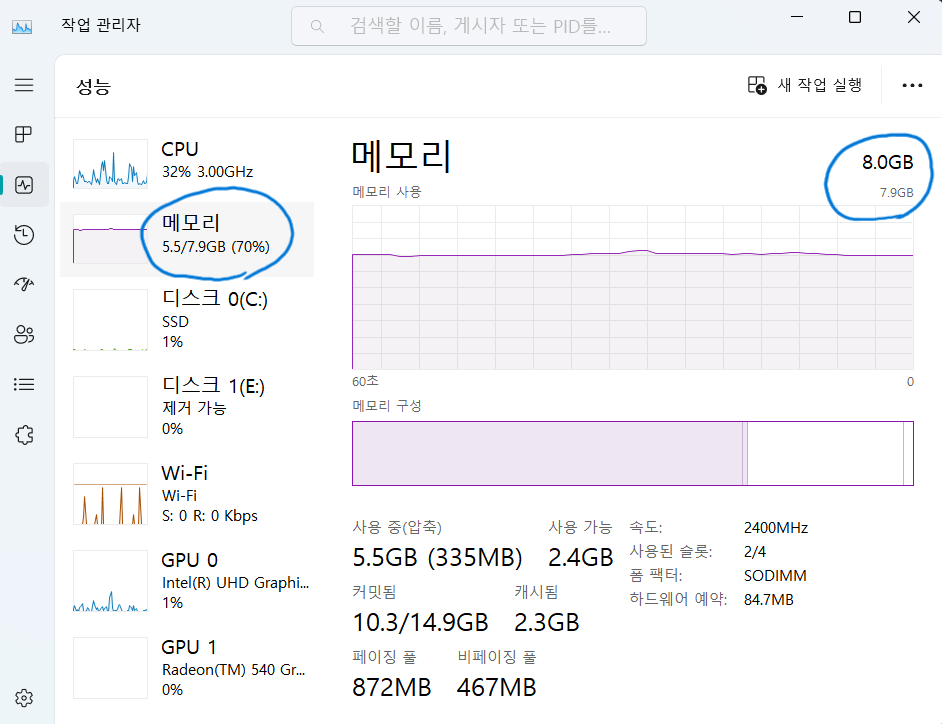 작업 관리자
검색할 이름, 게시자 또는 PID를...
성능
새 작업 실행
CPU
32% 3.00GHz
메모리
5.5/7.9GB (70%)
디스크 0(C:)
SSD
1%
디스크 1(E:)
제거 가능
0%
Wi-Fi
Wi-Fi
S: 0 R: 0 Kbps
GPU 0
Intel(R) UHD Graphi...
1%
GPU 1
Radeon(TM) 540 Gr...
0%
메모리
8.0GB
메모리 사용
7.9GB
60초
0
메모리 구성
사용 중(압축)
사용 가능
5.5GB (335MB)
2.4GB
커밋됨
캐시됨
10.3/14.9GB
2.3GB
페이징 풀
비페이징 풀
872MB
467MB
속도:
2400MHz
사용된 슬롯:
2/4
폼 팩터:
SODIMM
하드웨어 예약:
84.7MB